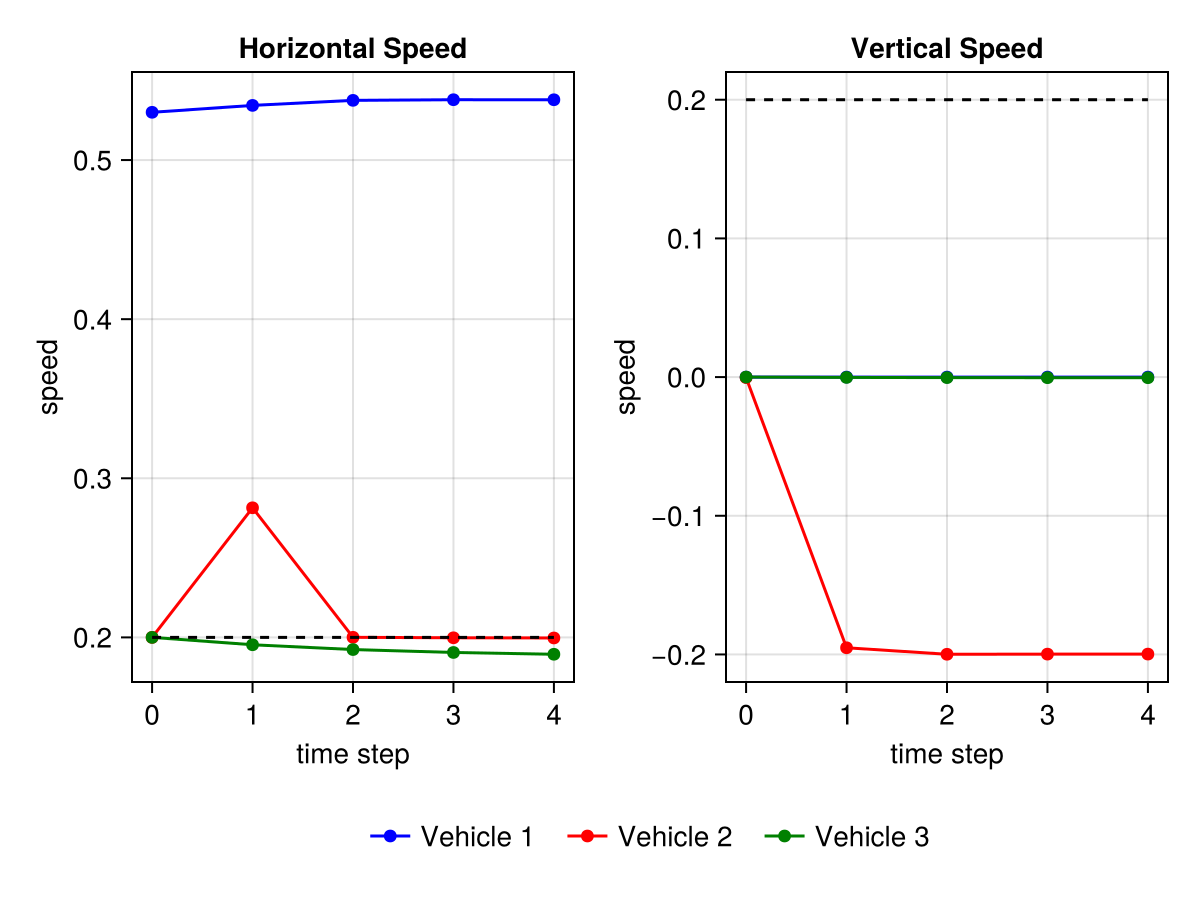 Horizontal Speed
0.5
0.4
0.3
0.2
speed
0 1 2 3 4
time step
Vertical Speed
0.2
0.1
0.0
−0.1
−0.2
speed
0 1 2 3 4
time step
Vehicle 1 Vehicle 2 Vehicle 3